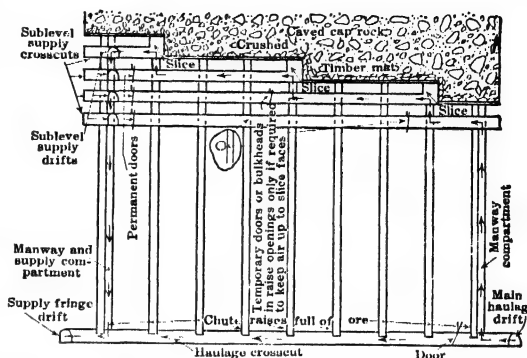 Caved cap rock
Crushed
Timber mat
Sublevel
supply
crosscuts
Slice
Slice
Slice
Sublevel
supply
drifts
Permanent doors
Temporary doors or bulkheads
in raise openings only if required
to keep air up to slice faces
Manway and
supply com-
partment
Manway
compartment
Supply fringe
drift
Chute raises full of ore
Main
haulage
drift
Haulage crosscut
Door